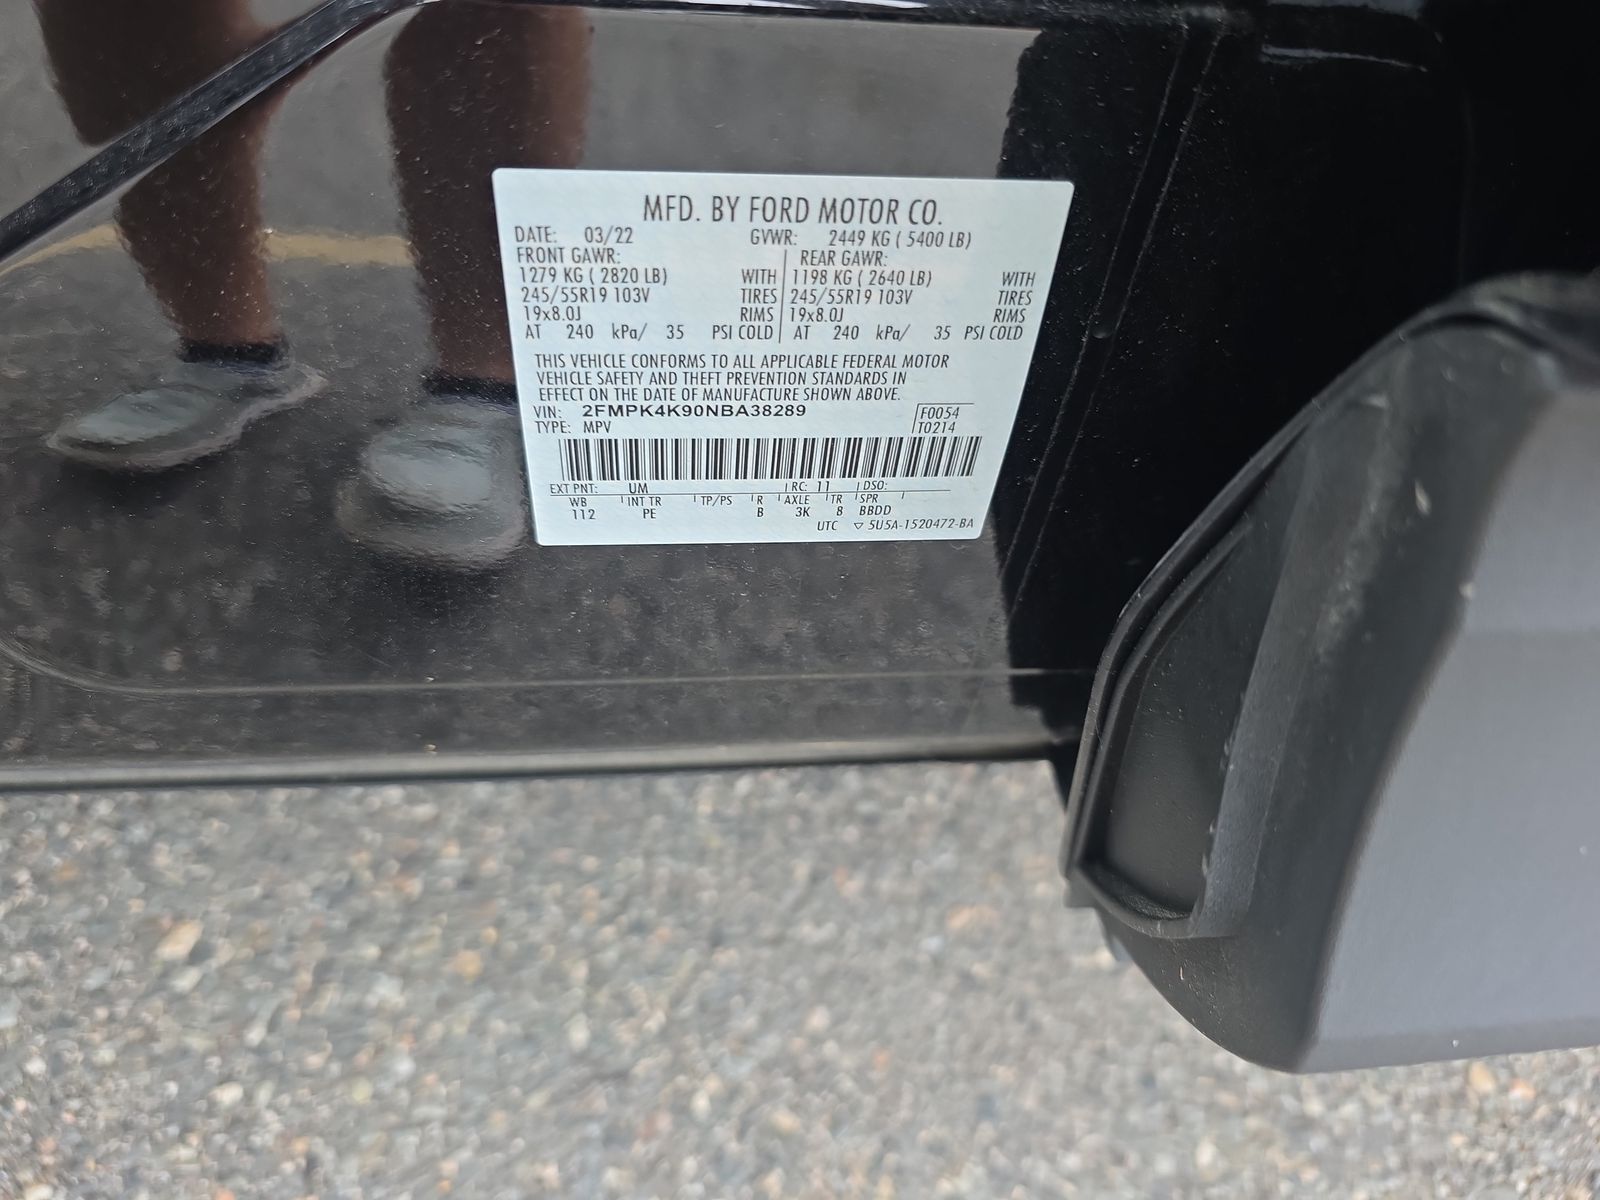 MFD. BY FORD MOTOR CO.
DATE: 03/22 GVWR: 2449 KG ( 5400 LB)
FRONT GAWR: REAR GAWR:
1279 KG ( 2820 LB) WITH 1198 KG ( 2640 LB) WITH
245/55R19 103V TIRES 245/55R19 103V TIRES
19x8.0J RIMS 19x8.0J RIMS
AT 240 kPa/ 35 PSI COLD AT 240 kPa/ 35 PSI COLD
THIS VEHICLE CONFORMS TO ALL APPLICABLE FEDERAL MOTOR
VEHICLE SAFETY AND THEFT PREVENTION STANDARDS IN
EFFECT ON THE DATE OF MANUFACTURE SHOWN ABOVE.
VIN: 2FMPK4K90NBA38289 F0054
TYPE: MPV T0214
EXT PNT: UM RC: 11 DSO:
WB INT TR TP/PS R AXLE TR SPR
112 PE B 3K 8 BBDD
UTC ▽ 5U5A-1520472-BA